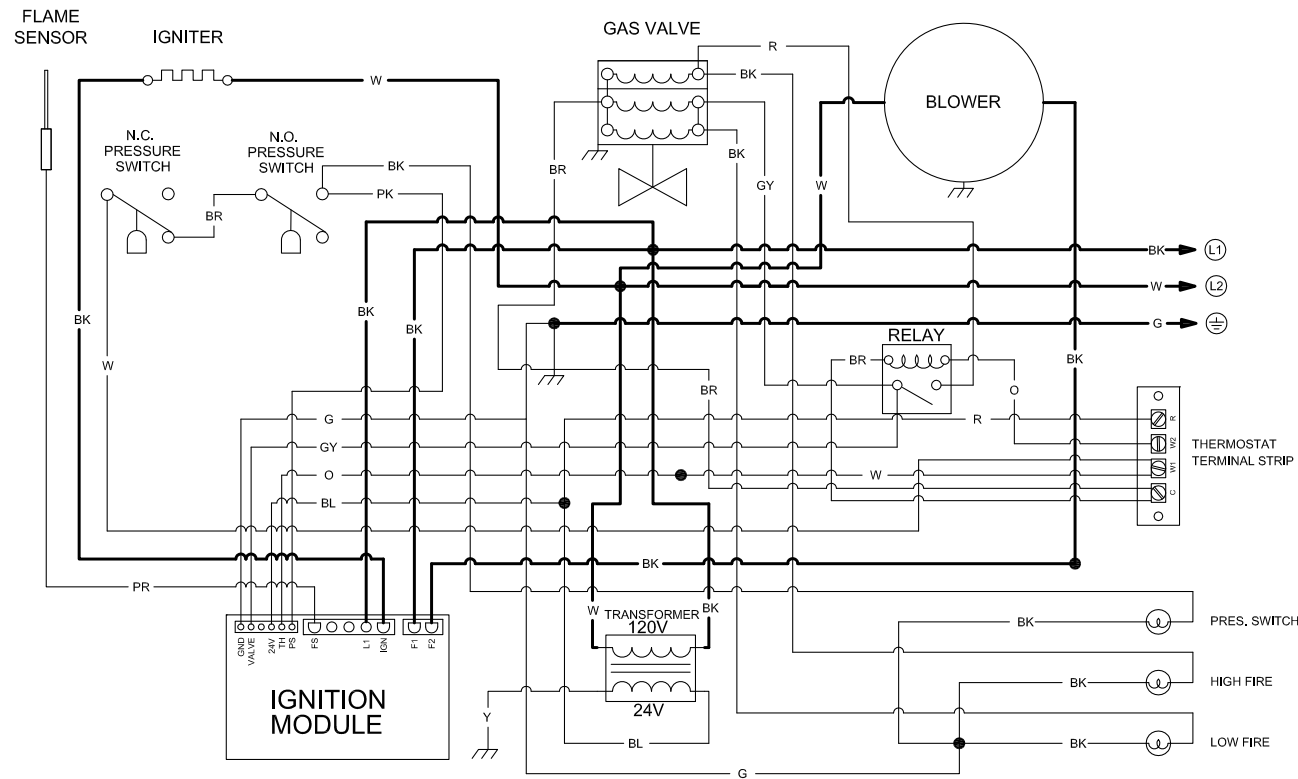 FLAME
SENSOR
IGNITER
GAS VALVE
BLOWER
N.C.
PRESSURE
SWITCH
N.O.
PRESSURE
SWITCH
W
R
BK
BK
BR
PK
BR
BK
GY
W
BK
L1
W
L2
G
BK
BK
BK
W
RELAY
BR
BR
O
BK
G
GY
O
BL
R
W
R
W2
W1
C
THERMOSTAT
TERMINAL STRIP
PR
BK
W
TRANSFORMER
BK
120V
24V
Y
BL
G
GND
VALVE
24V
TH
PS
FS
L1
IGN
F1
F2
IGNITION
MODULE
BK
PRES. SWITCH
BK
HIGH FIRE
BK
LOW FIRE